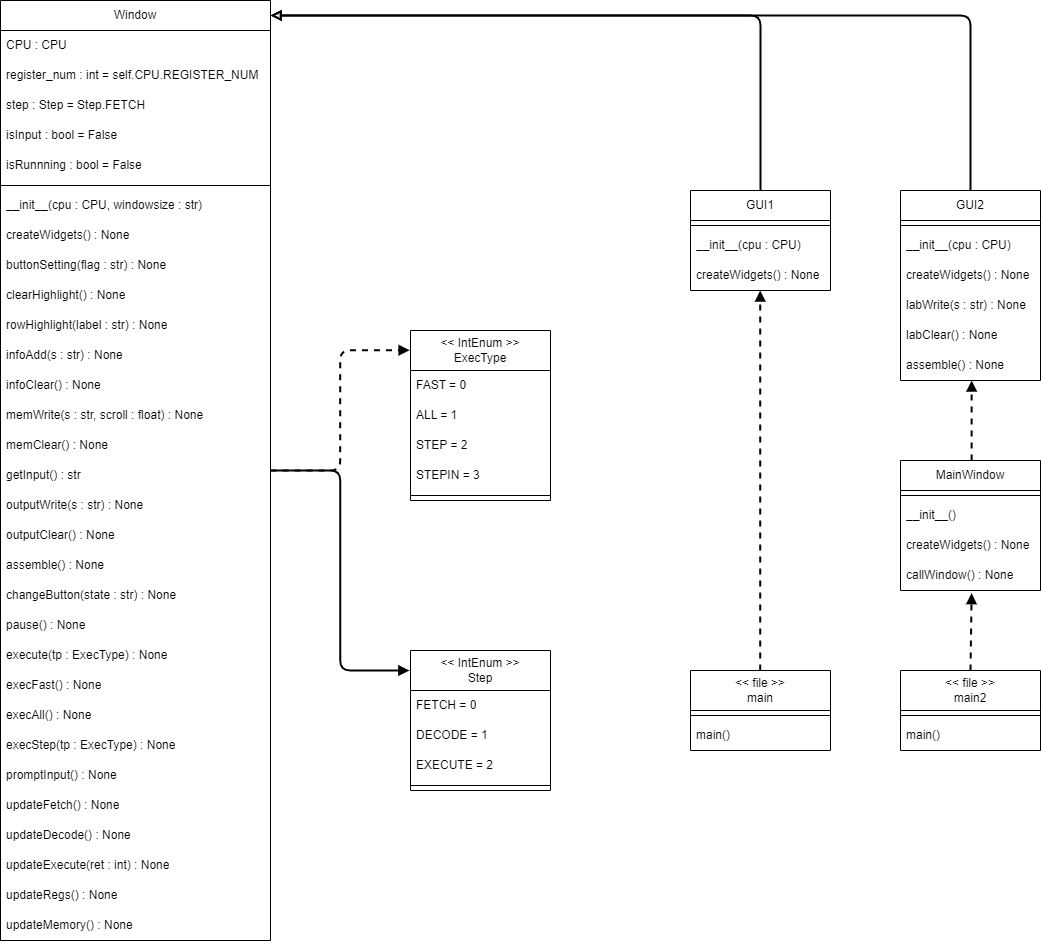 Window
CPU : CPU
register_num : int = self.CPU.REGISTER_NUM
step : Step = Step.FETCH
isInput : bool = False
isRunnning : bool = False
__init__(cpu : CPU, windowsize : str)
createWidgets() : None
buttonSetting(flag : str) : None
clearHighlight() : None
rowHighlight(label : str) : None
infoAdd(s : str) : None
infoClear() : None
memWrite(s : str, scroll : float) : None
memClear() : None
getInput() : str
outputWrite(s : str) : None
outputClear() : None
assemble() : None
changeButton(state : str) : None
pause() : None
execute(tp : ExecType) : None
execFast() : None
execAll() : None
execStep(tp : ExecType) : None
promptInput() : None
updateFetch() : None
updateDecode() : None
updateExecute(ret : int) : None
updateRegs() : None
updateMemory() : None
<< IntEnum >>
ExecType
FAST = 0
ALL = 1
STEP = 2
STEPIN = 3
<< IntEnum >>
Step
FETCH = 0
DECODE = 1
EXECUTE = 2
GUI1
__init__(cpu : CPU)
createWidgets() : None
<< file >>
main
main()
GUI2
__init__(cpu : CPU)
createWidgets() : None
labWrite(s : str) : None
labClear() : None
assemble() : None
MainWindow
__init__()
createWidgets() : None
callWindow() : None
<< file >>
main2
main()